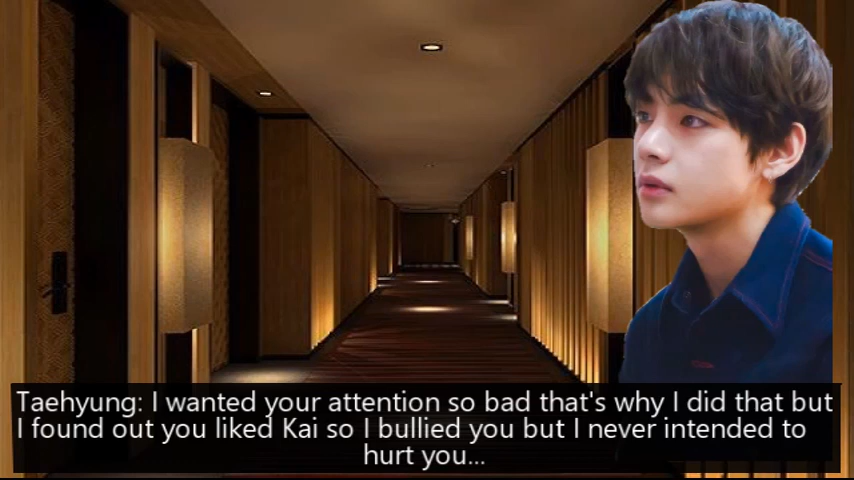 Taehyung: I wanted your attention so bad that's why I did that but
I found out you liked Kai so I bullied you but I never intended to
hurt you...